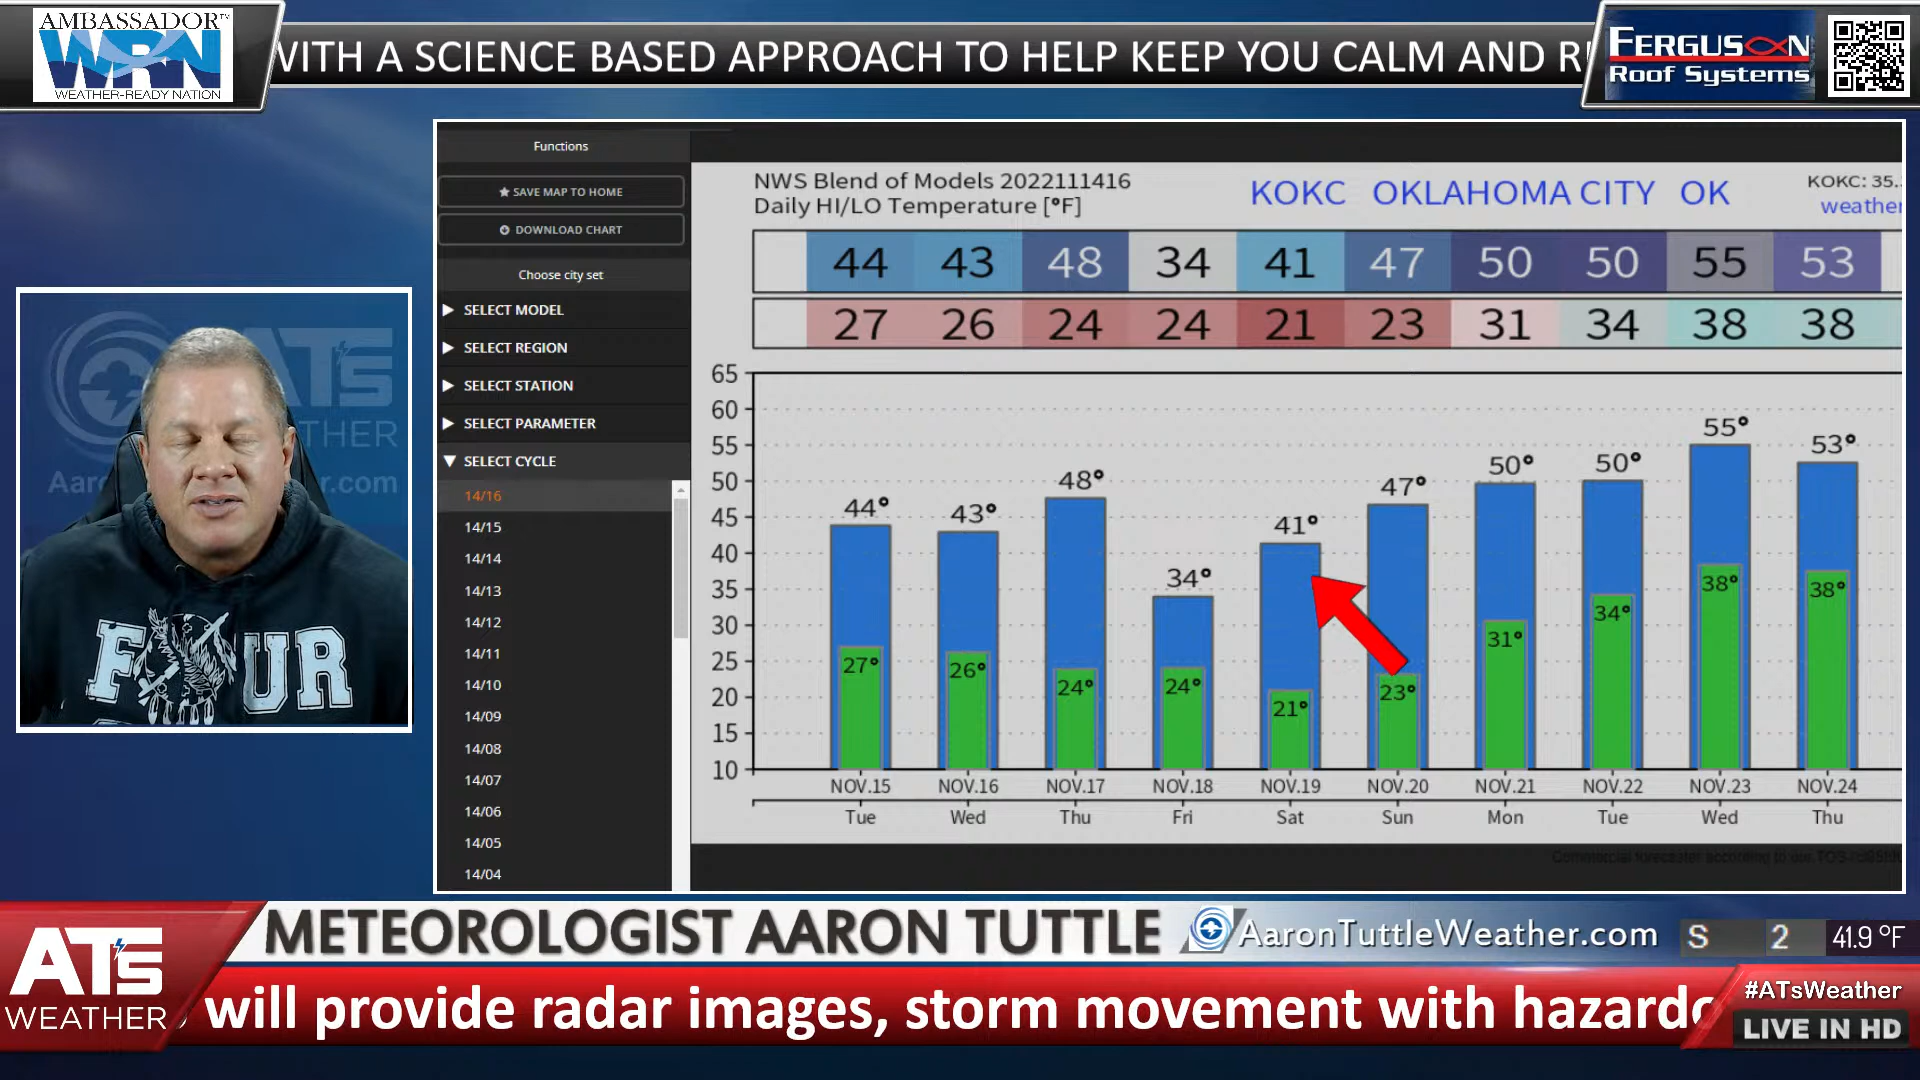 AMBASSADOR™
WRN
WEATHER-READY NATION
WITH A SCIENCE BASED APPROACH TO HELP KEEP YOU CALM AND
FERGUSON
Roof Systems
Functions
SAVE MAP TO HOME
DOWNLOAD CHART
Choose city set
SELECT MODEL
SELECT REGION
SELECT STATION
SELECT PARAMETER
SELECT CYCLE
14/16
14/15
14/14
14/13
14/12
14/11
14/10
14/09
14/08
14/07
14/06
14/05
14/04
NWS Blend of Models 2022111416
Daily HI/LO Temperature [°F]
KOKC OKLAHOMA CITY OK
KOKC: 35.
weather
44 43 48 34 41 47 50 50 55 53
27 26 24 24 21 23 31 34 38 38
65
60
55
50
45
40
35
30
25
20
15
10
44° 43° 48° 34° 41° 47° 50° 50° 55° 53°
27° 26° 24° 24° 21° 23° 31° 34° 38° 38°
NOV.15 NOV.16 NOV.17 NOV.18 NOV.19 NOV.20 NOV.21 NOV.22 NOV.23 NOV.24
Tue Wed Thu Fri Sat Sun Mon Tue Wed Thu
ATS
FOUR
METEOROLOGIST AARON TUTTLE
AaronTuttleWeather.com
S 2 41.9 °F
ATS
WEATHER
will provide radar images, storm movement with hazardo
#ATsWeather
LIVE IN HD